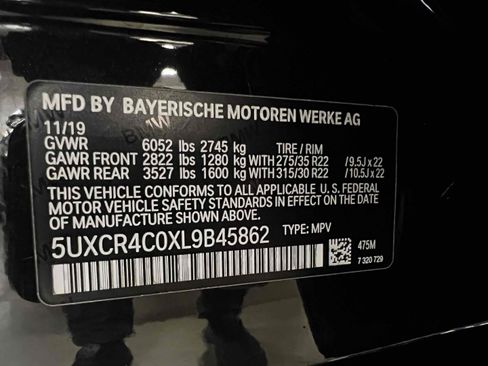 MFD BY BAYERISCHE MOTOREN WERKE AG
11/19
GVWR 6052 lbs 2745 kg TIRE / RIM
GAWR FRONT 2822 lbs 1280 kg WITH 275/35 R22 / 9.5J x 22
GAWR REAR 3527 lbs 1600 kg WITH 315/30 R22 / 10.5J x 22
THIS VEHICLE CONFORMS TO ALL APPLICABLE U. S. FEDERAL
MOTOR VEHICLE SAFETY STANDARDS IN EFFECT ON THE DATE
OF MANUFACTURE SHOWN ABOVE.
5UXCR4C0XL9B45862 TYPE: MPV
475M
7 320 729